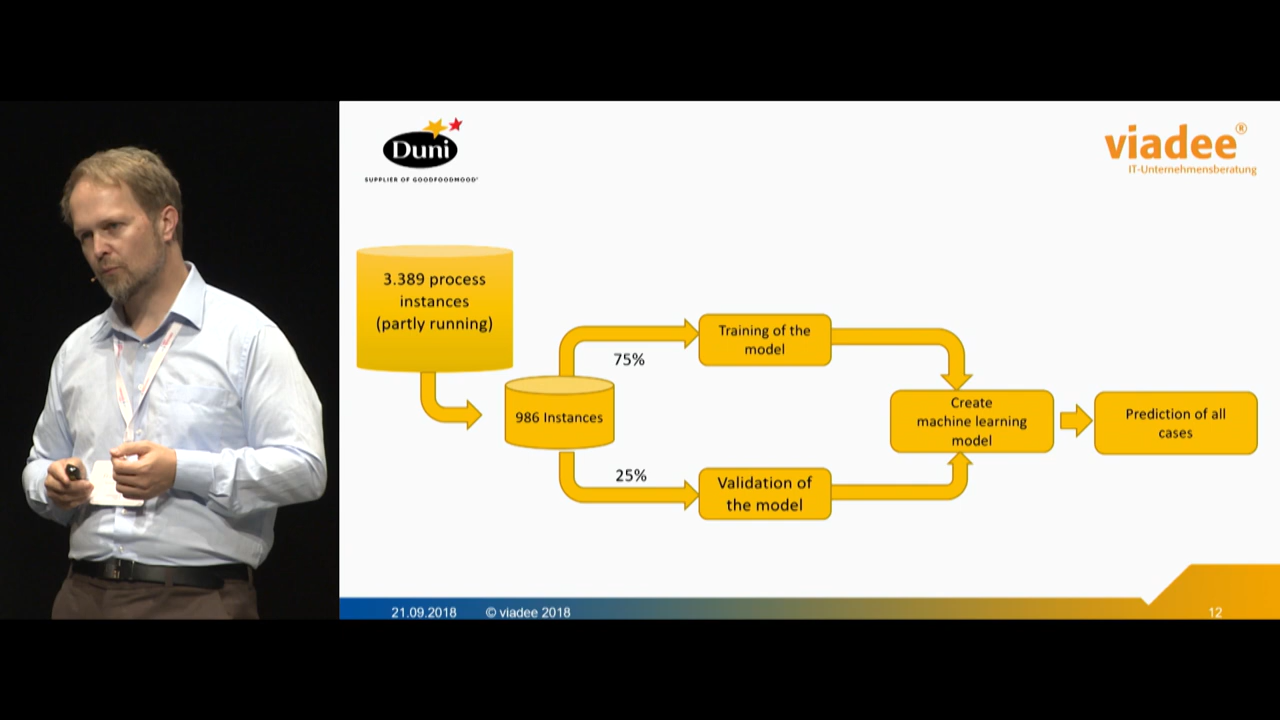 Duni
SUPPLIER OF GOODFOODMOOD®
viadee®
IT-Unternehmensberatung
3.389 process
instances
(partly running)
75%
Training of the
model
986 Instances
Create
machine learning
model
Prediction of all
cases
25%
Validation of
the model
21.09.2018 © viadee 2018 12